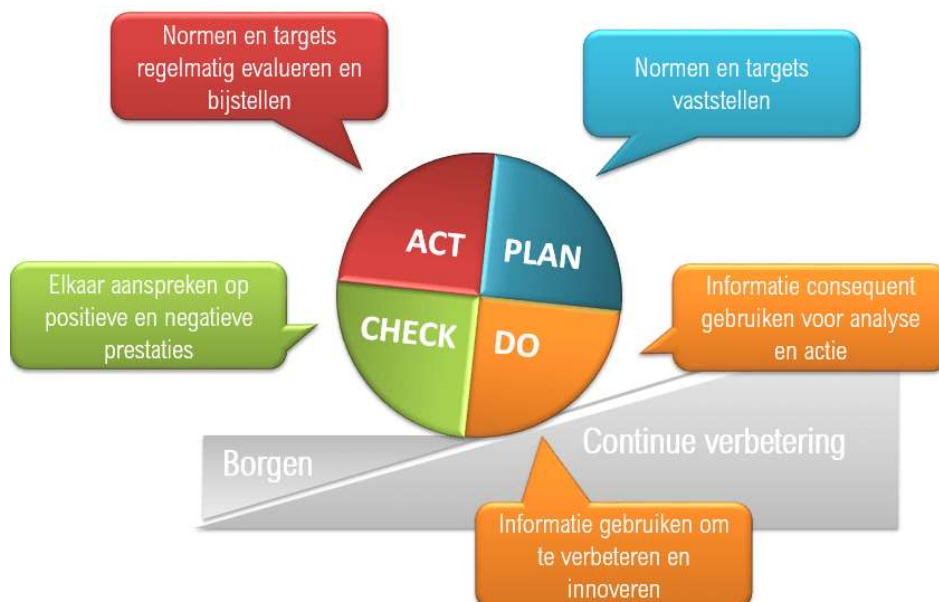 Normen en targets
regelmatig evalueren en
bijstellen
Normen en targets
vaststellen
ACT
PLAN
Elkaar aanspreken op
positieve en negatieve
prestaties
CHECK
DO
Informatie consequent
gebruiken voor analyse
en actie
Borgen
Continue verbetering
Informatie gebruiken om
te verbeteren en
innoveren